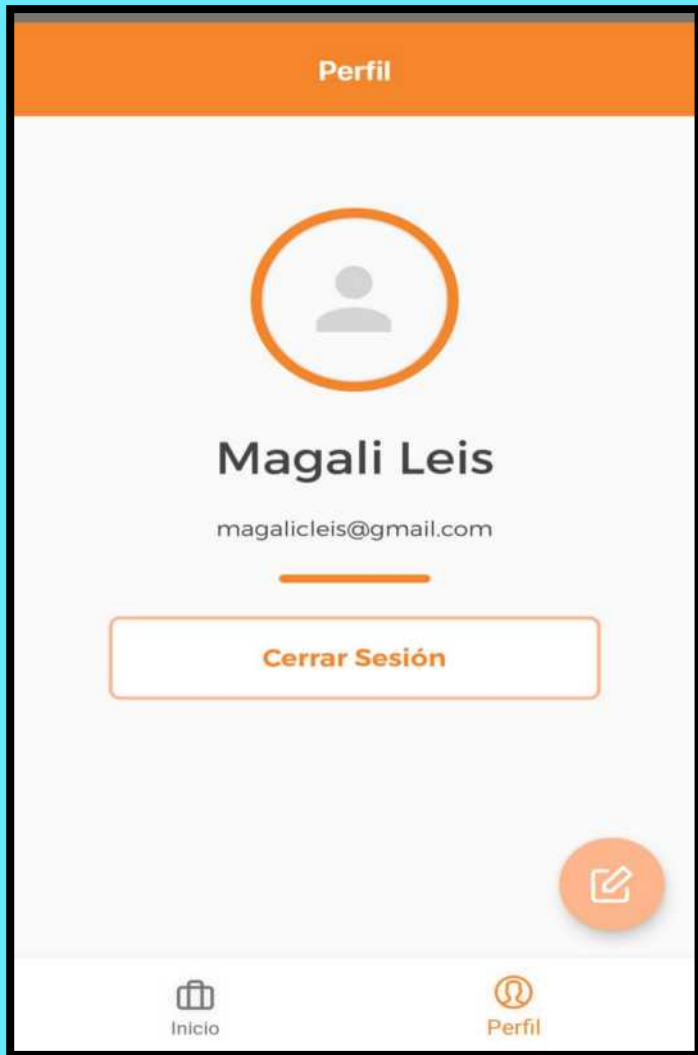 Perfil
Magali Leis
magalicleis@gmail.com
Cerrar Sesión
Inicio
Perfil